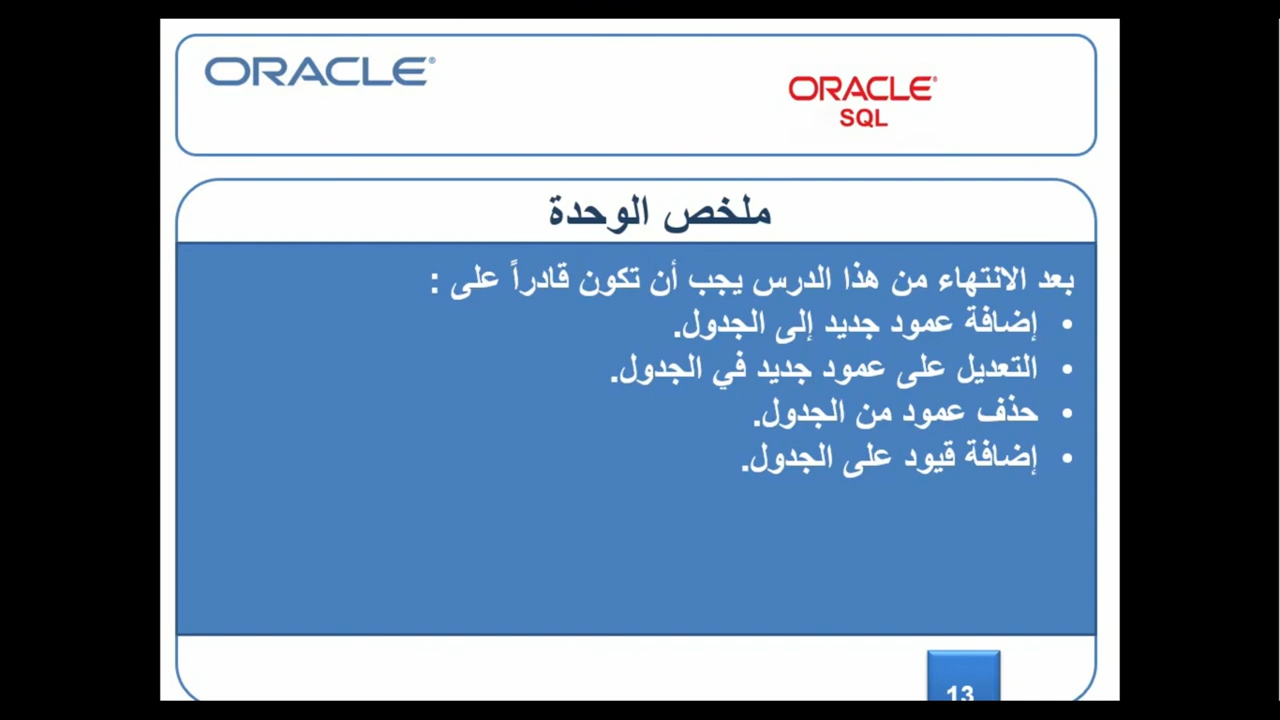 ORACLE®
ORACLE®
SQL
ملخص الوحدة
بعد الانتهاء من هذا الدرس يجب أن تكون قادراً على :
• إضافة عمود جديد إلى الجدول.
• التعديل على عمود جديد في الجدول.
• حذف عمود من الجدول.
• إضافة قيود على الجدول.
13